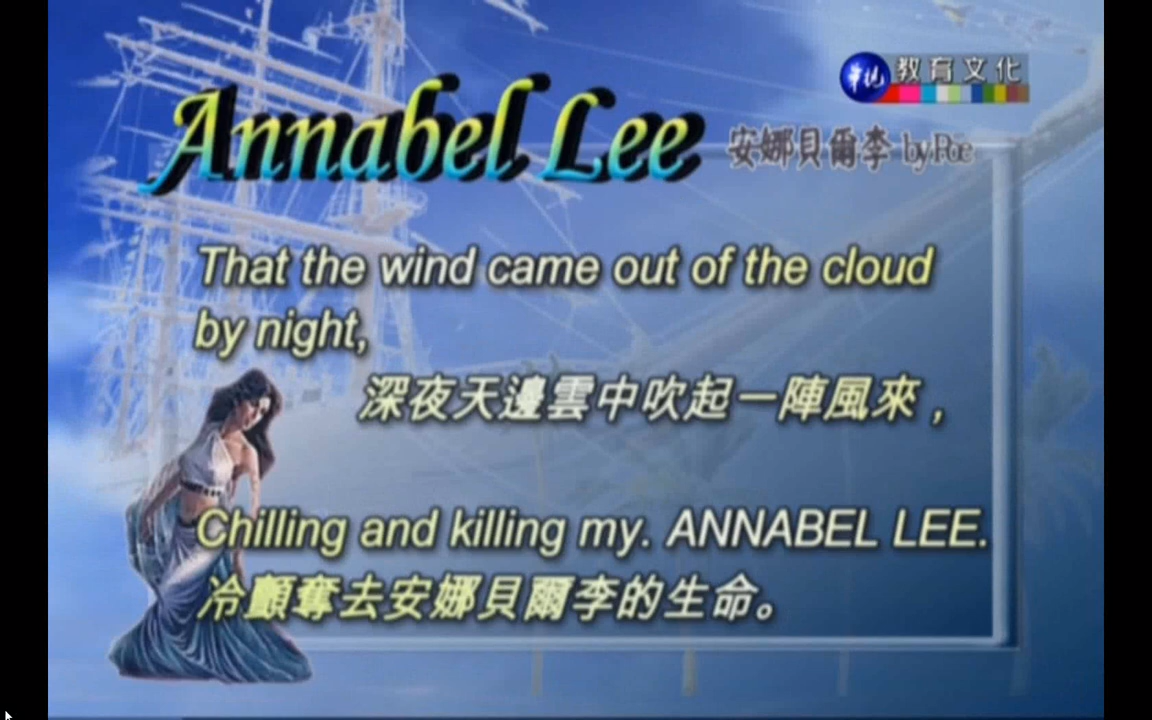 華視 教育文化
Annabel Lee 安娜貝爾李 by Poe
That the wind came out of the cloud
by night,
深夜天邊雲中吹起一陣風來，
Chilling and killing my. ANNABEL LEE.
冷顫奪去安娜貝爾李的生命。